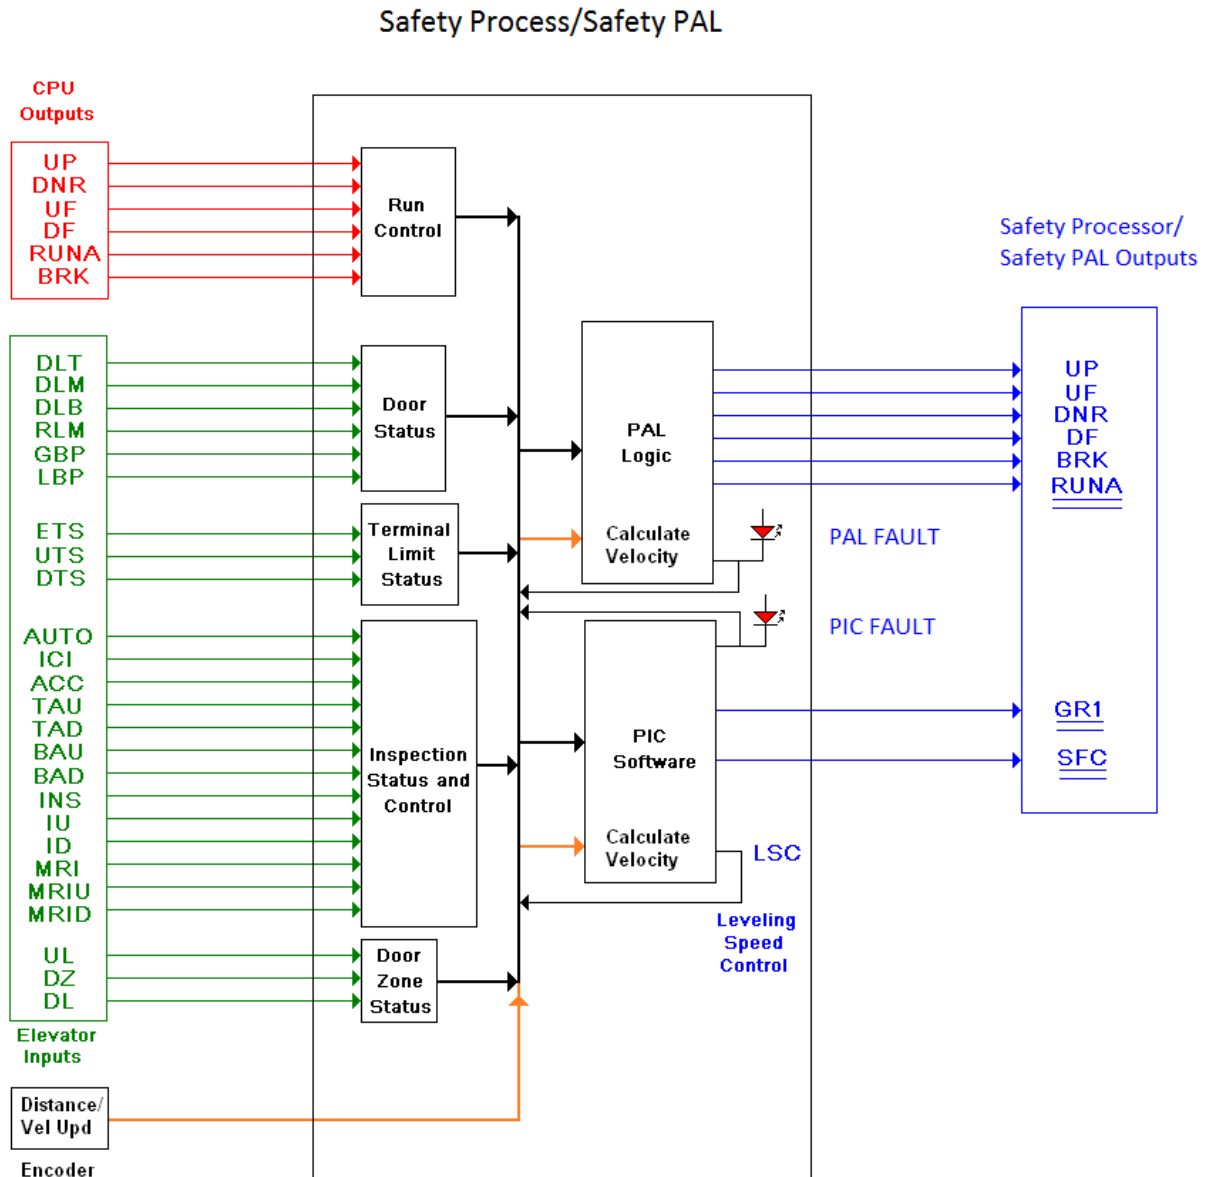 Safety Process/Safety PAL
CPU
Outputs
UP
DNR
UF
DF
RUNA
BRK
Run
Control
DLT
DLM
DLB
RLM
GBP
LBP
Door
Status
ETS
UTS
DTS
Terminal
Limit
Status
AUTO
ICI
ACC
TAU
TAD
BAU
BAD
INS
IU
ID
MRI
MRIU
MRID
Inspection
Status and
Control
UL
DZ
DL
Door
Zone
Status
Elevator
Inputs
Distance/
Vel Upd
Encoder
PAL
Logic
Calculate
Velocity
PAL FAULT
PIC FAULT
PIC
Software
Calculate
Velocity
LSC
Leveling
Speed
Control
Safety Processor/
Safety PAL Outputs
UP
UF
DNR
DF
BRK
RUNA
GR1
SFC